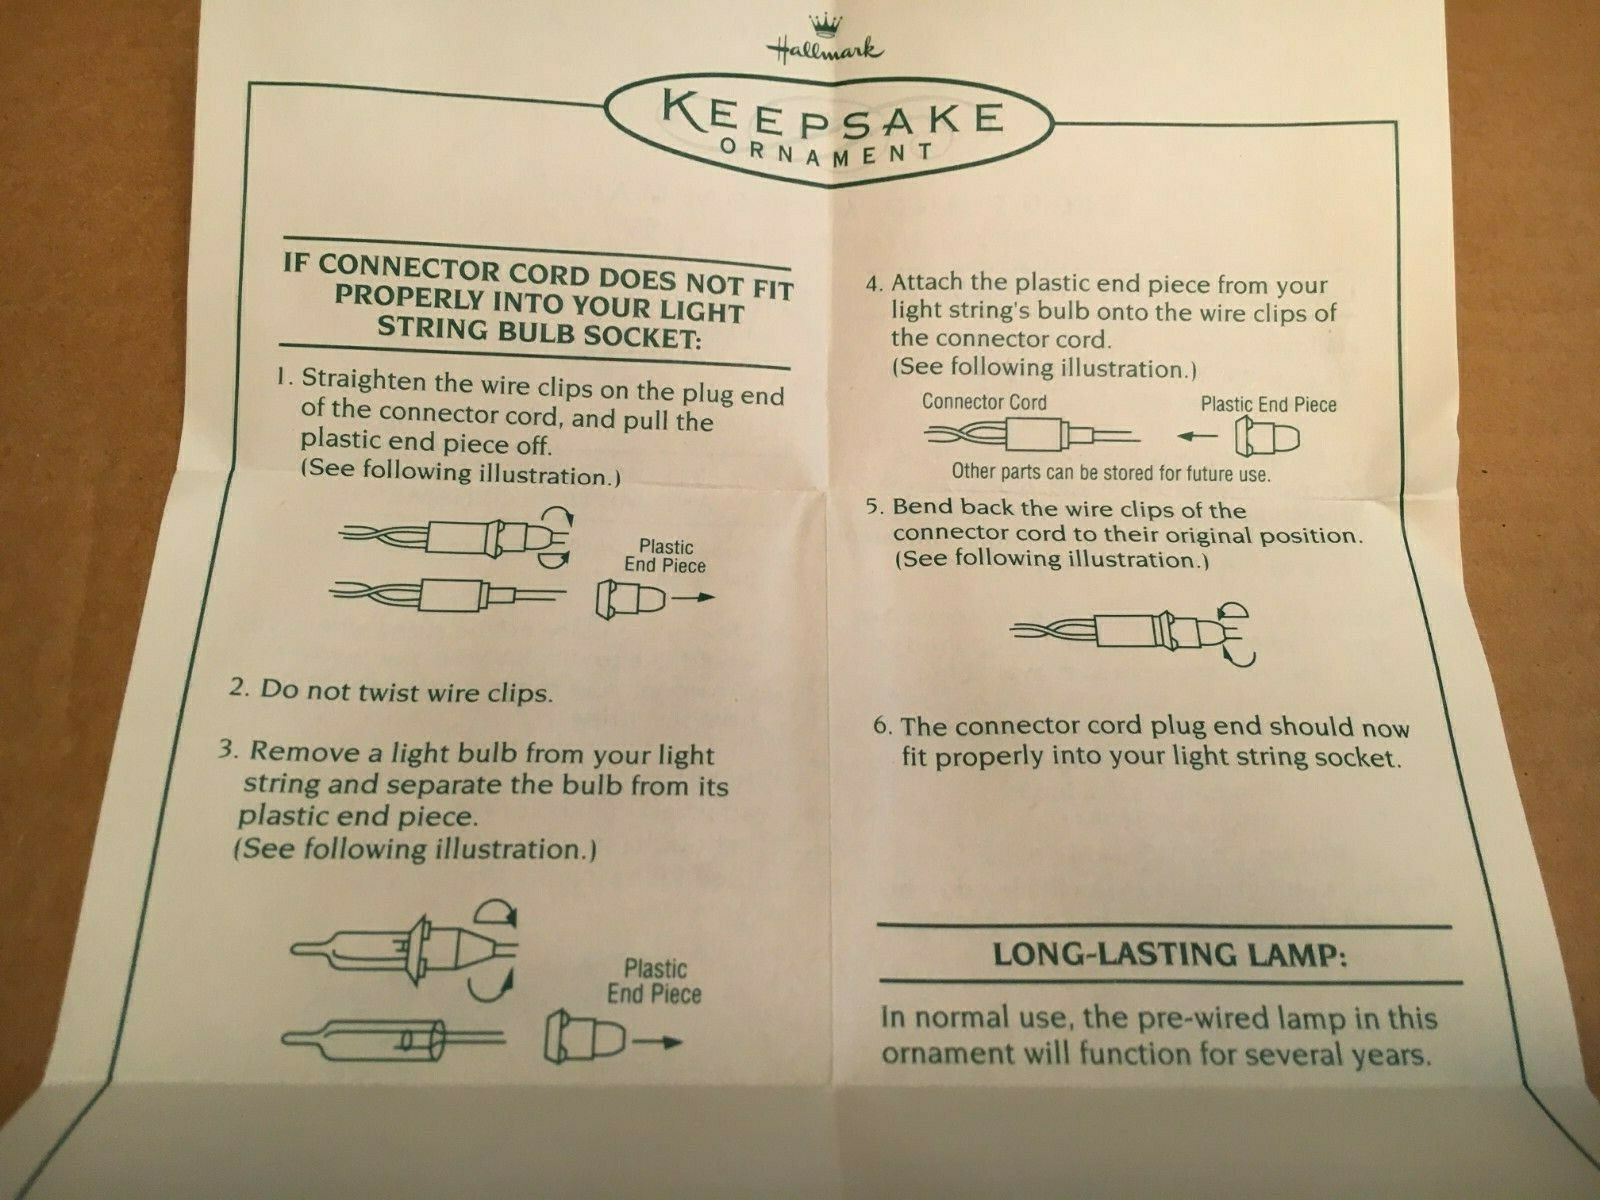 Hallmark
KEEPSAKE
ORNAMENT
IF CONNECTOR CORD DOES NOT FIT
PROPERLY INTO YOUR LIGHT
STRING BULB SOCKET:
1. Straighten the wire clips on the plug end
of the connector cord, and pull the
plastic end piece off.
(See following illustration.)
Plastic
End Piece
2. Do not twist wire clips.
3. Remove a light bulb from your light
string and separate the bulb from its
plastic end piece.
(See following illustration.)
Plastic
End Piece
4. Attach the plastic end piece from your
light string's bulb onto the wire clips of
the connector cord.
(See following illustration.)
Connector Cord Plastic End Piece
Other parts can be stored for future use.
5. Bend back the wire clips of the
connector cord to their original position.
(See following illustration.)
6. The connector cord plug end should now
fit properly into your light string socket.
LONG-LASTING LAMP:
In normal use, the pre-wired lamp in this
ornament will function for several years.